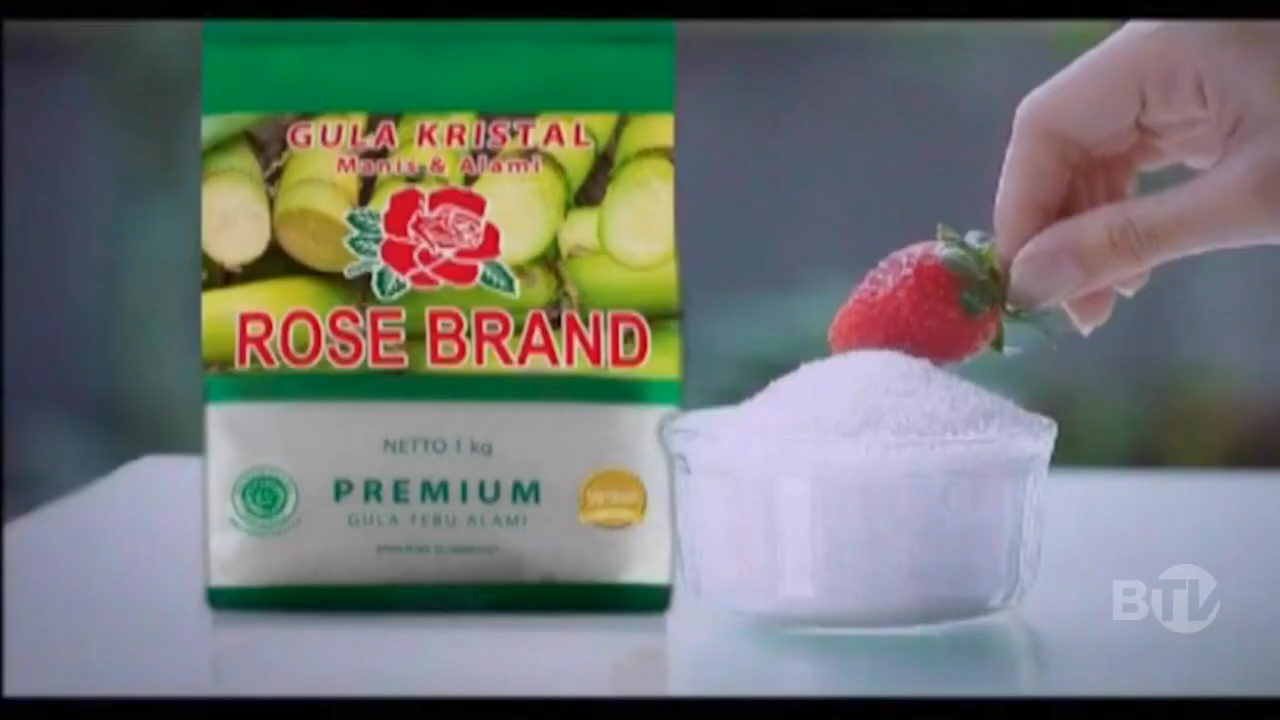 GULA KRISTAL
Manis & Alami
ROSE BRAND
NETTO 1 kg
PREMIUM
GULA TEBU ALAMI
BTV